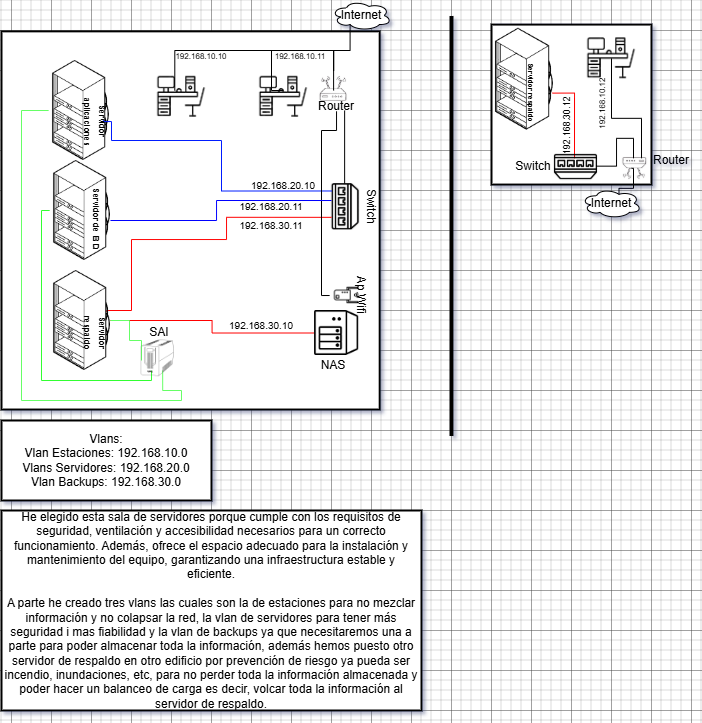 Internet
192.168.10.10
192.168.10.11
Router
Servidor
aplicaciones
192.168.20.10
Servidor de BD
192.168.20.11
192.168.30.11
Switch
Ap Wifi
Servidor
respaldo
SAI
192.168.30.10
NAS
Servidor respaldo
192.168.10.12
192.168.30.12
Switch
Router
Internet
Vlans:
Vlan Estaciones: 192.168.10.0
Vlans Servidores: 192.168.20.0
Vlan Backups: 192.168.30.0
He elegido esta sala de servidores porque cumple con los requisitos de
seguridad, ventilación y accesibilidad necesarios para un correcto
funcionamiento. Además, ofrece el espacio adecuado para la instalación y
mantenimiento del equipo, garantizando una infraestructura estable y
eficiente.
A parte he creado tres vlans las cuales son la de estaciones para no mezclar
información y no colapsar la red, la vlan de servidores para tener más
seguridad i mas fiabilidad y la vlan de backups ya que necesitaremos una a
parte para poder almacenar toda la información, además hemos puesto otro
servidor de respaldo en otro edificio por prevención de riesgo ya pueda ser
incendio, inundaciones, etc, para no perder toda la información almacenada y
poder hacer un balanceo de carga es decir, volcar toda la información al
servidor de respaldo.